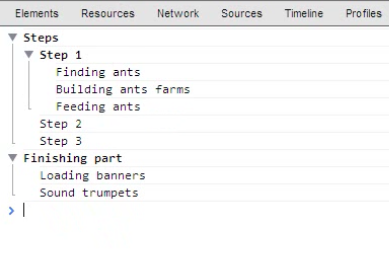 Elements Resources Network Sources Timeline Profiles
Steps
Step 1
Finding ants
Building ants farms
Feeding ants
Step 2
Step 3
Finishing part
Loading banners
Sound trumpets